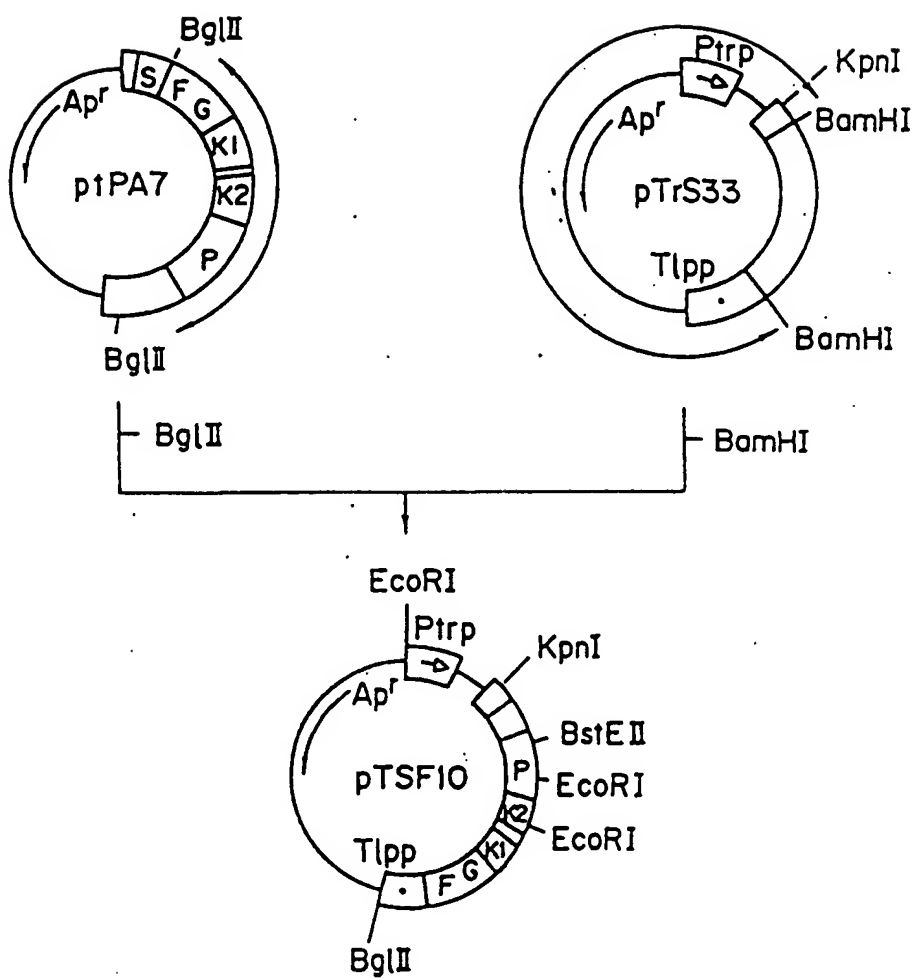 BglII
S
F
G
K1
K2
P
Apʳ
ptPA7
BglII
Ptrp
KpnI
BamHI
Apʳ
pTrS33
Tlpp
BamHI
BglII
BamHI
EcoRI
Ptrp
KpnI
Apʳ
BstEII
pTSF10
P
EcoRI
K2
EcoRI
K1
G
F
Tlpp
BglII